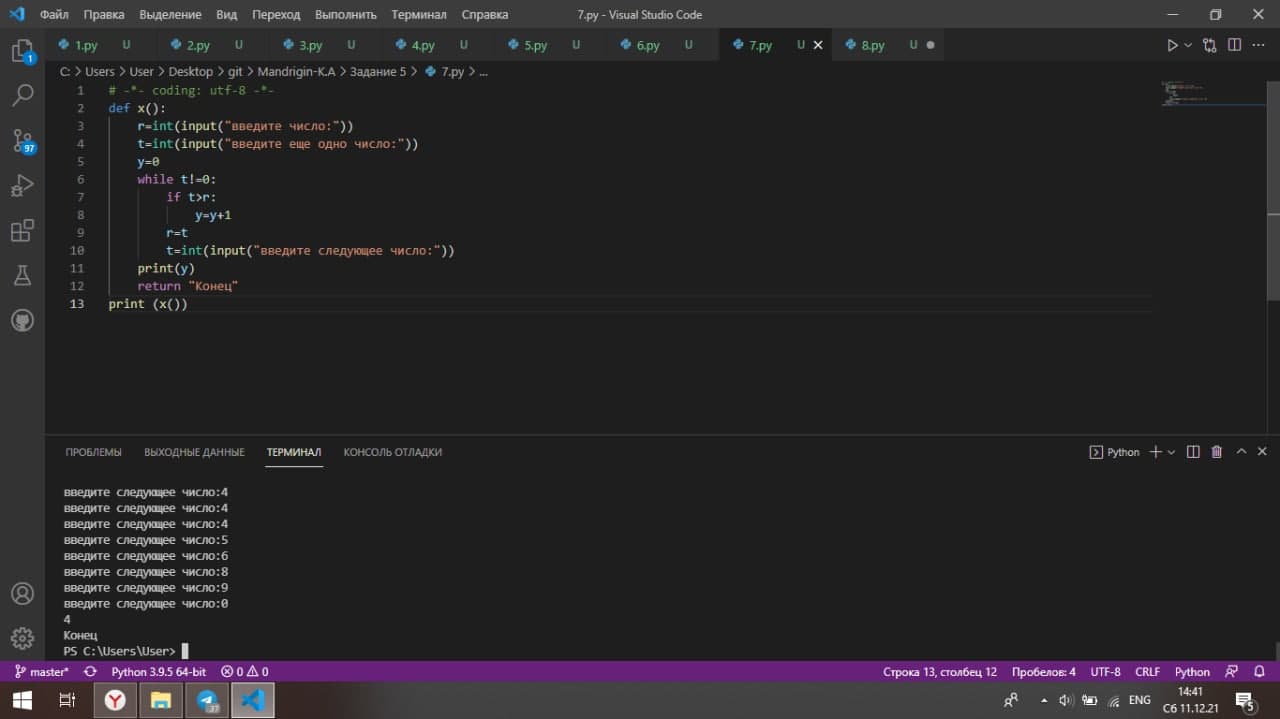 Файл Правка Выделение Вид Переход Выполнить Терминал Справка 7.py - Visual Studio Code
1.py U 2.py U 3.py U 4.py U 5.py U 6.py U 7.py U 8.py U
C: > Users > User > Desktop > git > Mandrigin-K.A > Задание 5 > 7.py > ...
1 # -*- coding: utf-8 -*-
2 def x():
3 r=int(input("введите число:"))
4 t=int(input("введите еще одно число:"))
5 y=0
6 while t!=0:
7 if t>r:
8 y=y+1
9 r=t
10 t=int(input("введите следующее число:"))
11 print(y)
12 return "Конец"
13 print (x())
1
97
ПРОБЛЕМЫ ВЫХОДНЫЕ ДАННЫЕ ТЕРМИНАЛ КОНСОЛЬ ОТЛАДКИ Python
введите следующее число:4
введите следующее число:4
введите следующее число:4
введите следующее число:5
введите следующее число:6
введите следующее число:8
введите следующее число:9
введите следующее число:0
4
Конец
PS C:\Users\User>
master* Python 3.9.5 64-bit 0 0 Строка 13, столбец 12 Пробелов: 4 UTF-8 CRLF Python
37 ENG 14:41
Сб 11.12.21 5